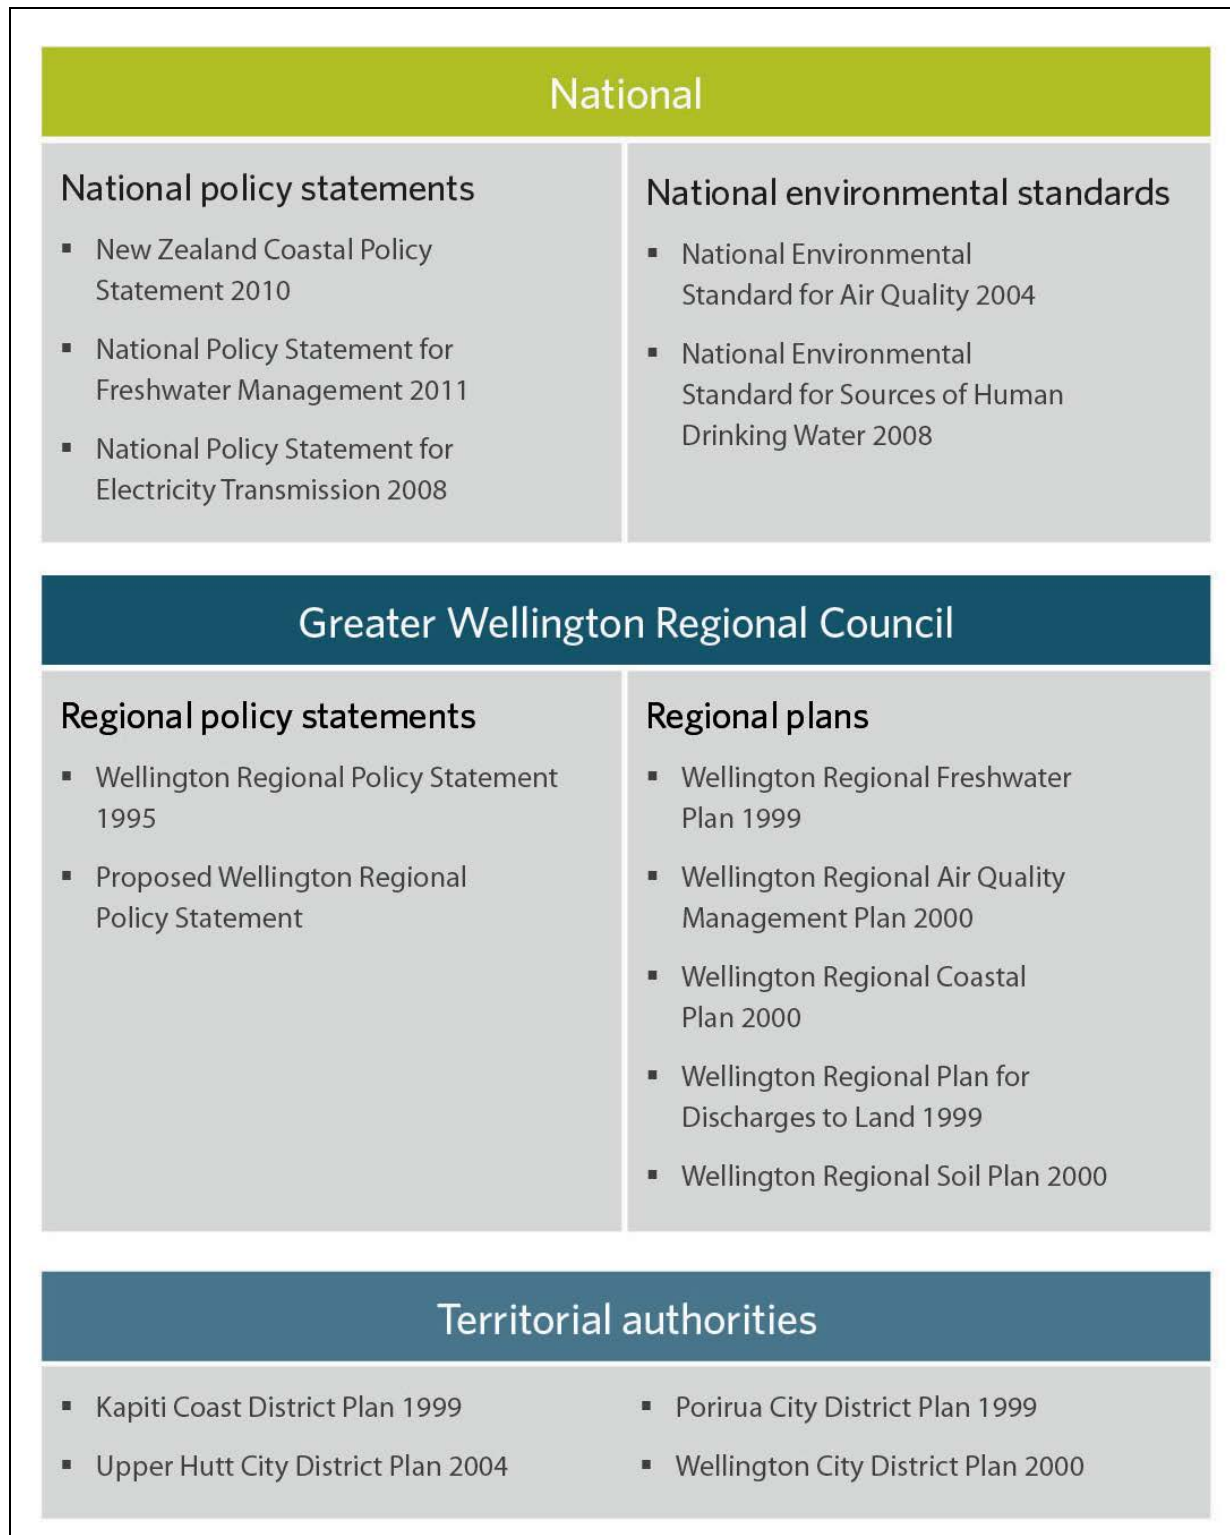 National
National policy statements
▪ New Zealand Coastal Policy
Statement 2010
▪ National Policy Statement for
Freshwater Management 2011
▪ National Policy Statement for
Electricity Transmission 2008
National environmental standards
▪ National Environmental
Standard for Air Quality 2004
▪ National Environmental
Standard for Sources of Human
Drinking Water 2008
Greater Wellington Regional Council
Regional policy statements
▪ Wellington Regional Policy Statement
1995
▪ Proposed Wellington Regional
Policy Statement
Regional plans
▪ Wellington Regional Freshwater
Plan 1999
▪ Wellington Regional Air Quality
Management Plan 2000
▪ Wellington Regional Coastal
Plan 2000
▪ Wellington Regional Plan for
Discharges to Land 1999
▪ Wellington Regional Soil Plan 2000
Territorial authorities
▪ Kapiti Coast District Plan 1999
▪ Upper Hutt City District Plan 2004
▪ Porirua City District Plan 1999
▪ Wellington City District Plan 2000